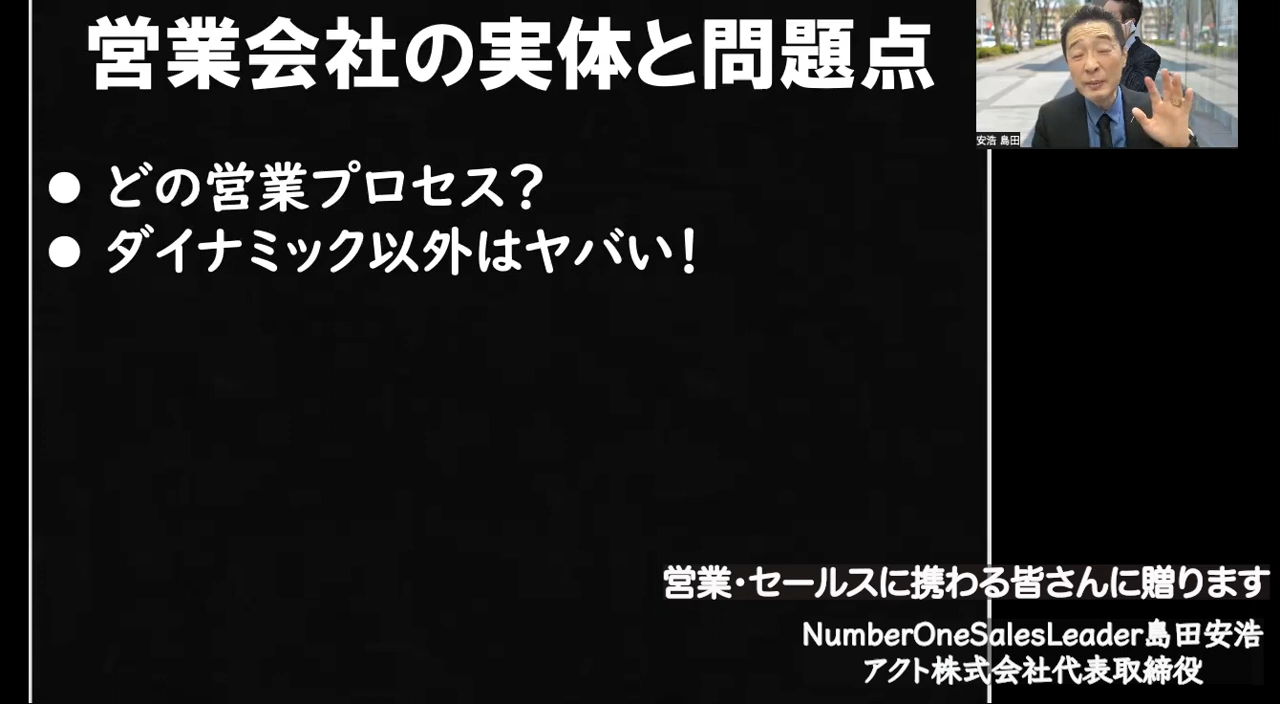 営業会社の実体と問題点
安浩 島田
● どの営業プロセス?
● ダイナミック以外はヤバい!
営業・セールスに携わる皆さんに贈ります
NumberOneSalesLeader島田安浩
アクト株式会社代表取締役